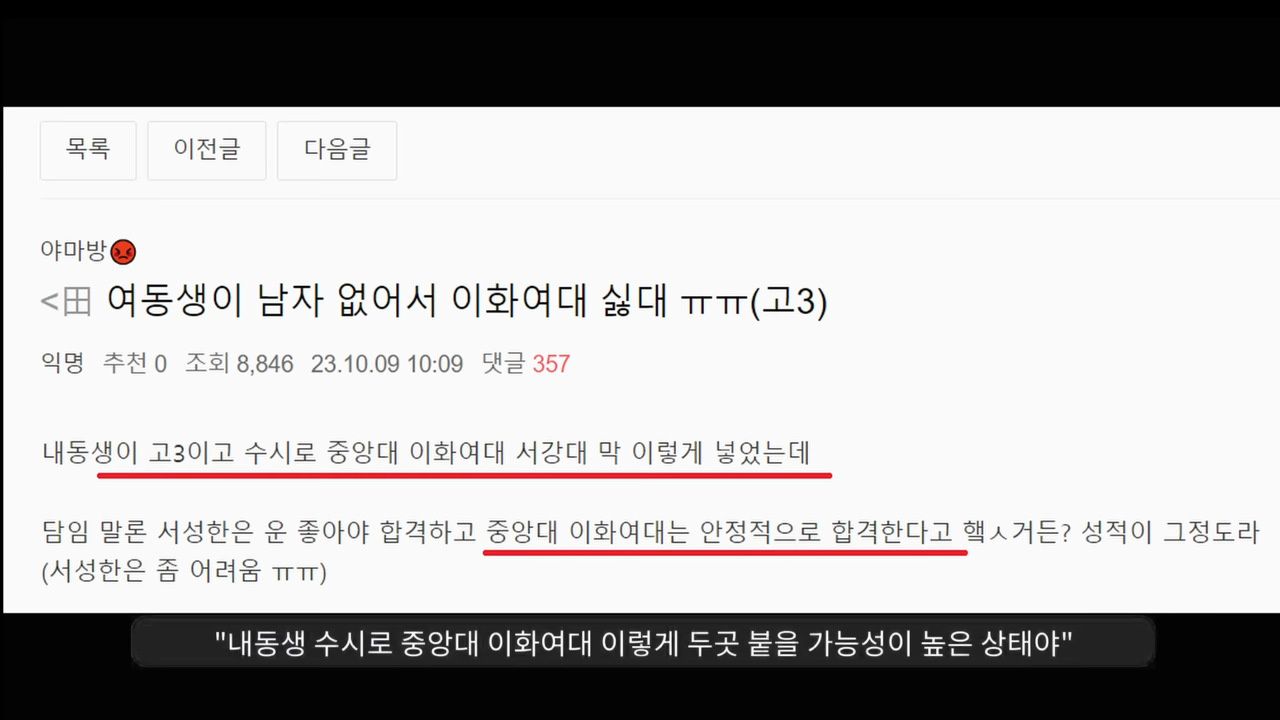 목록 이전글 다음글
야마방😡
<田 여동생이 남자 없어서 이화여대 싫대 ㅠㅠ(고3)
익명 추천 0 조회 8,846 23.10.09 10:09 댓글 357
내동생이 고3이고 수시로 중앙대 이화여대 서강대 막 이렇게 넣었는데
담임 말론 서성한은 운 좋아야 합격하고 중앙대 이화여대는 안정적으로 합격한다고 핵ㅅ거든? 성적이 그정도라
(서성한은 좀 어려움 ㅠㅠ)
"내동생 수시로 중앙대 이화여대 이렇게 두곳 붙을 가능성이 높은 상태야"